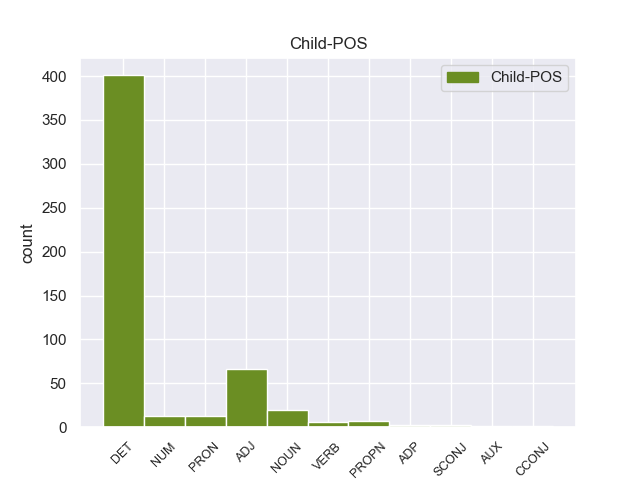 Child-POS
Child-POS
count
400
350
300
250
200
150
100
50
0
DET NUM PRON ADJ NOUN VERB PROPN ADP SCONJ AUX CCONJ